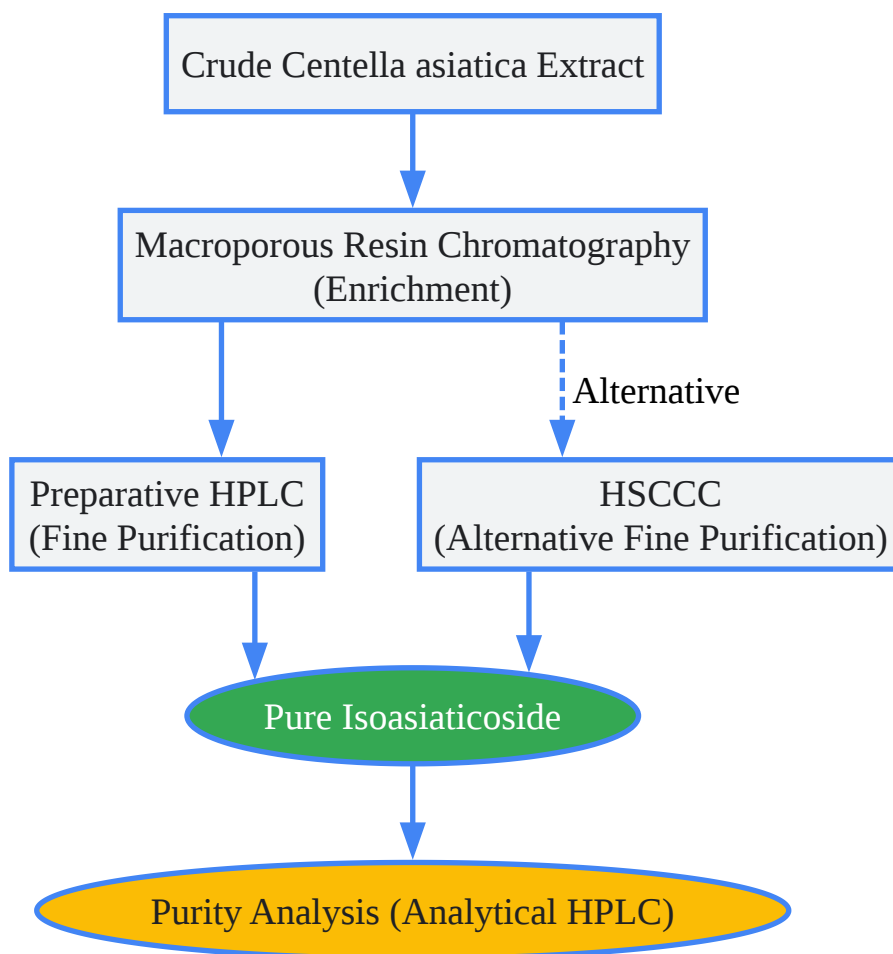 Crude Centella asiatica Extract
Macroporous Resin Chromatography
(Enrichment)
Alternative
Preparative HPLC
(Fine Purification)
HSCCC
(Alternative Fine Purification)
Pure Isoasiaticoside
Purity Analysis (Analytical HPLC)